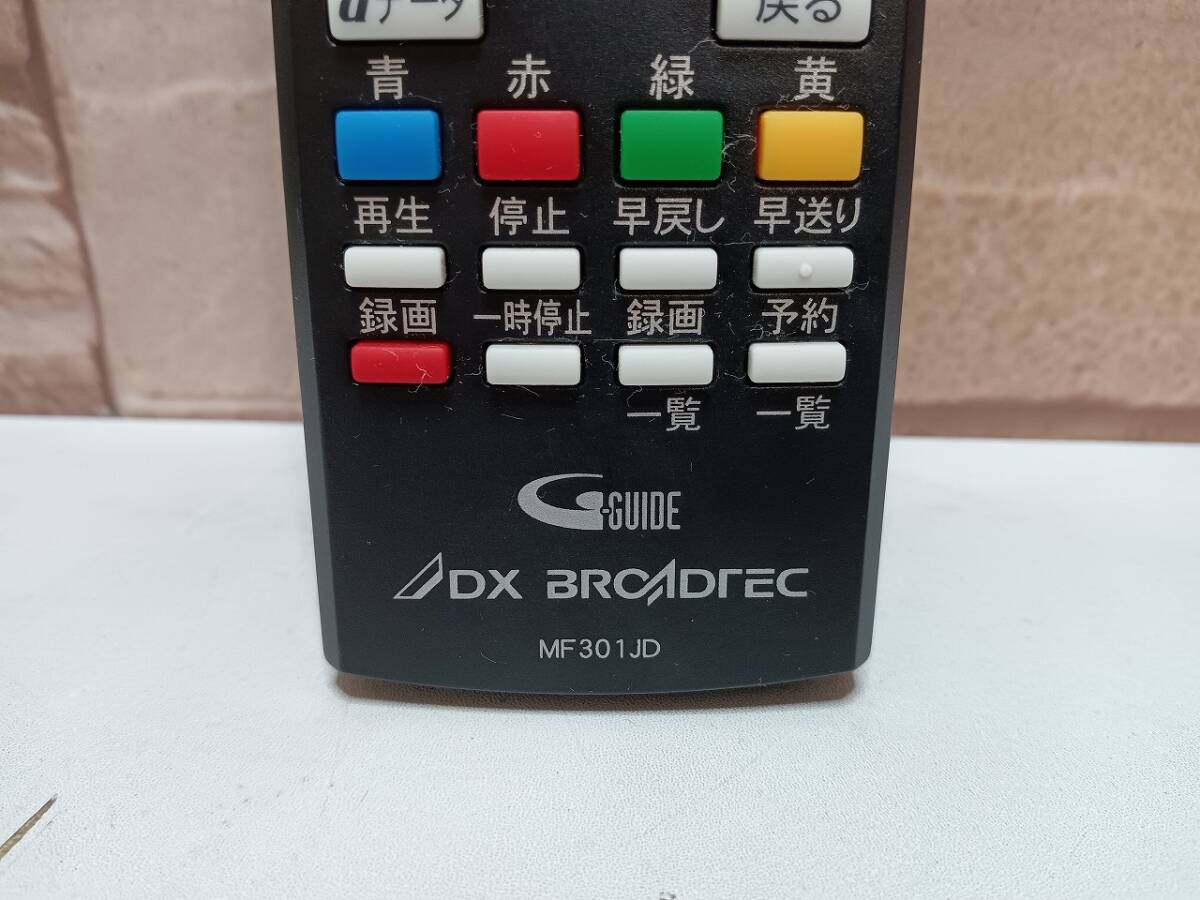 dデータ 戻る
青 赤 緑 黄
再生 停止 早戻し 早送り
録画 一時停止 録画 予約
一覧 一覧
G-GUIDE
DX BROADTEC
MF301JD